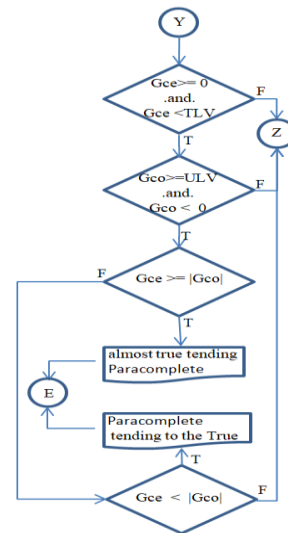 Y
Gce>= 0
.and.
Gce <TLV
F
T
Z
Gco>=ULV
.and.
Gco < 0
F
T
F
Gce >= |Gco|
T
almost true tending
Paracomplete
E
Paracomplete
tending to the True
T
Gce < |Gco|
F